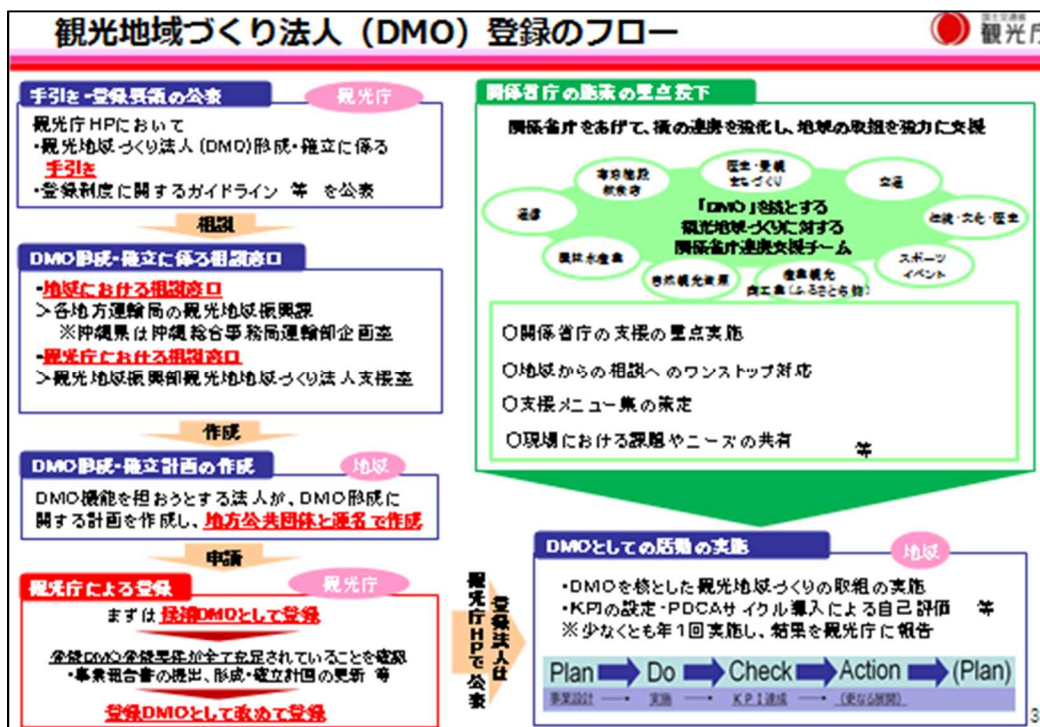 観光地域づくり法人（DMO）登録のフロー
国土交通省
観光庁
手引き・登録要領の公表
観光庁
観光庁HPにおいて
・観光地域づくり法人(DMO)形成・確立に係る
手引き
・登録制度に関するガイドライン 等 を公表
相談
DMO形成・確立に係る相談窓口
・地域における相談窓口
＞各地方運輸局の観光地域振興課
※沖縄県は沖縄総合事務局運輸部企画室
・観光庁における相談窓口
＞観光地域振興部観光地地域づくり法人支援室
作成
DMO形成・確立計画の作成
地域
DMO機能を担おうとする法人が、DMO形成に
関する計画を作成し、地方公共団体と連名で作成
申請
観光庁による登録
観光庁
まずは候補DMOとして登録
登録DMO登録要件が全て充足されていることを確認
・事業報告書の提出、形成・確立計画の更新 等
登録DMOとして改めて登録
登録法人は
観光庁HPで公表
関係省庁の施策の重点投下
関係省庁をあげて、横の連携を強化し、地域の取組を強力に支援
歴史・景観
まちづくり
交通
伝統・文化・歴史
スポーツ
イベント
産業観光
商工業(ふるさと名物)
自然観光資源
農林水産業
通信
「DMO」を核とする
観光地域づくりに対する
関係省庁連携支援チーム
○関係省庁の支援の重点実施
○地域からの相談へのワンストップ対応
○支援メニュー集の策定
○現場における課題やニーズの共有
等
DMOとしての活動の実施
地域
・DMOを核とした観光地域づくりの取組の実施
・KPIの設定・PDCAサイクル導入による自己評価 等
※少なくとも年1回実施し、結果を観光庁に報告
Plan Do Check Action (Plan)
事業設計 実施 KPI達成 (更なる展開)
3